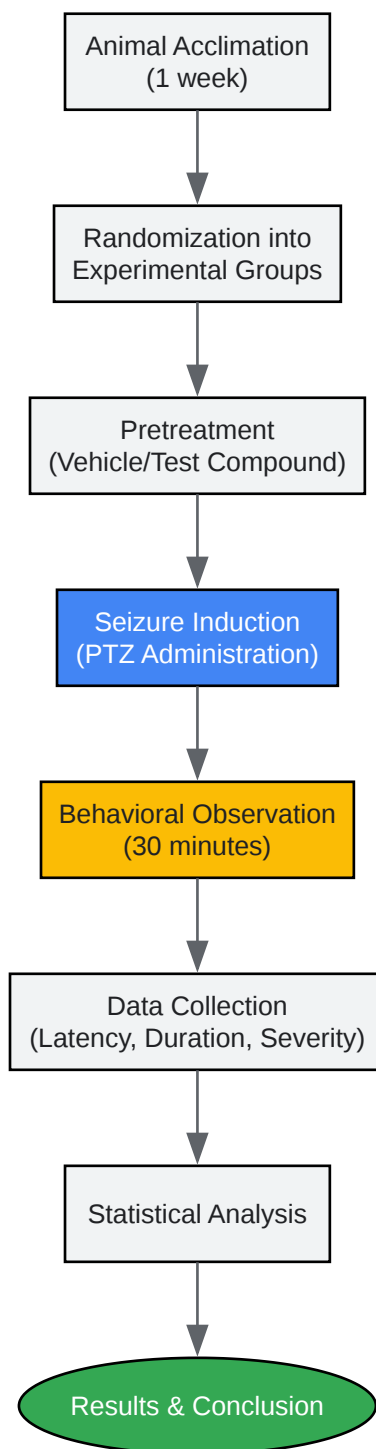 Animal Acclimation
(1 week)
Randomization into
Experimental Groups
Pretreatment
(Vehicle/Test Compound)
Seizure Induction
(PTZ Administration)
Behavioral Observation
(30 minutes)
Data Collection
(Latency, Duration, Severity)
Statistical Analysis
Results & Conclusion